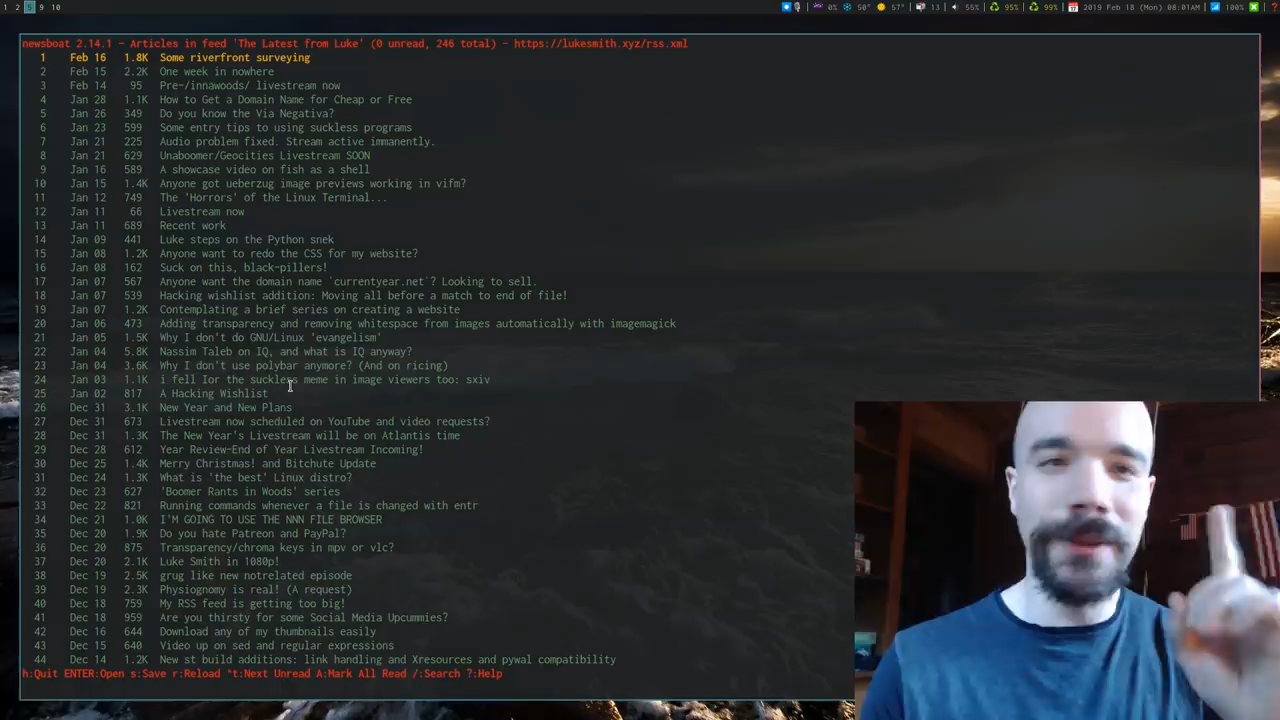 1 2 5 9 10 0% 50° 57° 13 55% 95% 99% 2019 Feb 18 (Mon) 08:01AM 100% ?
newsboat 2.14.1 - Articles in feed 'The Latest from Luke' (0 unread, 246 total) - https://lukesmith.xyz/rss.xml
1 Feb 16 1.8K Some riverfront surveying
2 Feb 15 2.2K One week in nowhere
3 Feb 14 95 Pre-/innawoods/ livestream now
4 Jan 28 1.1K How to Get a Domain Name for Cheap or Free
5 Jan 26 349 Do you know the Via Negativa?
6 Jan 23 599 Some entry tips to using suckless programs
7 Jan 21 225 Audio problem fixed. Stream active immanently.
8 Jan 21 629 Unaboomer/Geocities Livestream SOON
9 Jan 16 589 A showcase video on fish as a shell
10 Jan 15 1.4K Anyone got ueberzug image previews working in vifm?
11 Jan 12 749 The 'Horrors' of the Linux Terminal...
12 Jan 11 66 Livestream now
13 Jan 11 689 Recent work
14 Jan 09 441 Luke steps on the Python snek
15 Jan 08 1.2K Anyone want to redo the CSS for my website?
16 Jan 08 162 Suck on this, black-pillers!
17 Jan 07 567 Anyone want the domain name `currentyear.net`? Looking to sell.
18 Jan 07 539 Hacking wishlist addition: Moving all before a match to end of file!
19 Jan 07 1.2K Contemplating a brief series on creating a website
20 Jan 06 473 Adding transparency and removing whitespace from images automatically with imagemagick
21 Jan 05 1.5K Why I don't do GNU/Linux 'evangelism'
22 Jan 04 5.8K Nassim Taleb on IQ, and what is IQ anyway?
23 Jan 04 3.6K Why I don't use polybar anymore? (And on ricing)
24 Jan 03 1.1K i fell Ior the suckless meme in image viewers too: sxiv
25 Jan 02 817 A Hacking Wishlist
26 Dec 31 3.1K New Year and New Plans
27 Dec 31 673 Livestream now scheduled on YouTube and video requests?
28 Dec 31 1.3K The New Year's Livestream will be on Atlantis time
29 Dec 28 612 Year Review-End of Year Livestream Incoming!
30 Dec 25 1.4K Merry Christmas! and Bitchute Update
31 Dec 24 1.3K What is 'the best' Linux distro?
32 Dec 23 627 'Boomer Rants in Woods' series
33 Dec 22 821 Running commands whenever a file is changed with entr
34 Dec 21 1.0K I'M GOING TO USE THE NNN FILE BROWSER
35 Dec 20 1.9K Do you hate Patreon and PayPal?
36 Dec 20 875 Transparency/chroma keys in mpv or vlc?
37 Dec 20 2.1K Luke Smith in 1080p!
38 Dec 19 2.5K grug like new notrelated episode
39 Dec 19 2.3K Physiognomy is real! (A request)
40 Dec 18 759 My RSS feed is getting too big!
41 Dec 18 959 Are you thirsty for some Social Media Upcummies?
42 Dec 16 644 Download any of my thumbnails easily
43 Dec 15 640 Video up on sed and regular expressions
44 Dec 14 1.2K New st build additions: link handling and Xresources and pywal compatibility
h:Quit ENTER:Open s:Save r:Reload ^t:Next Unread A:Mark All Read /:Search ?:Help